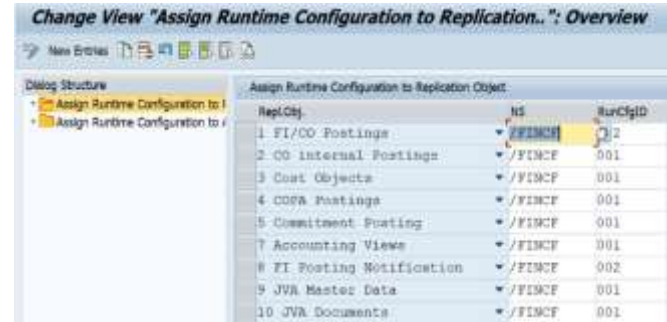 Change View "Assign Runtime Configuration to Replication..": Overview
New Entries
Dialog Structure
Assign Runtime Configuration to
Assign Runtime Configuration to
Assign Runtime Configuration to Replication Object
Repl.Obj. NS RunCfgID
1 FI/CO Postings /FINCF 2
2 CO internal Postings /FINCF 001
3 Cost Objects /FINCF 001
4 COPA Postings /FINCF 001
5 Commitment Posting /FINCF 001
7 Accounting Views /FINCF 001
8 FI Posting Notification /FINCF 002
9 JVA Master Data /FINCF 001
10 JVA Documents /FINCF 001